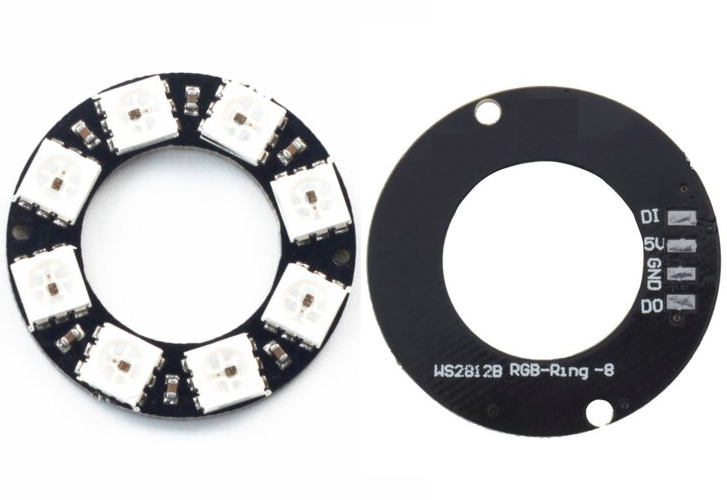 DI
5V
GND
DO
WS2812B RGB-Ring -8